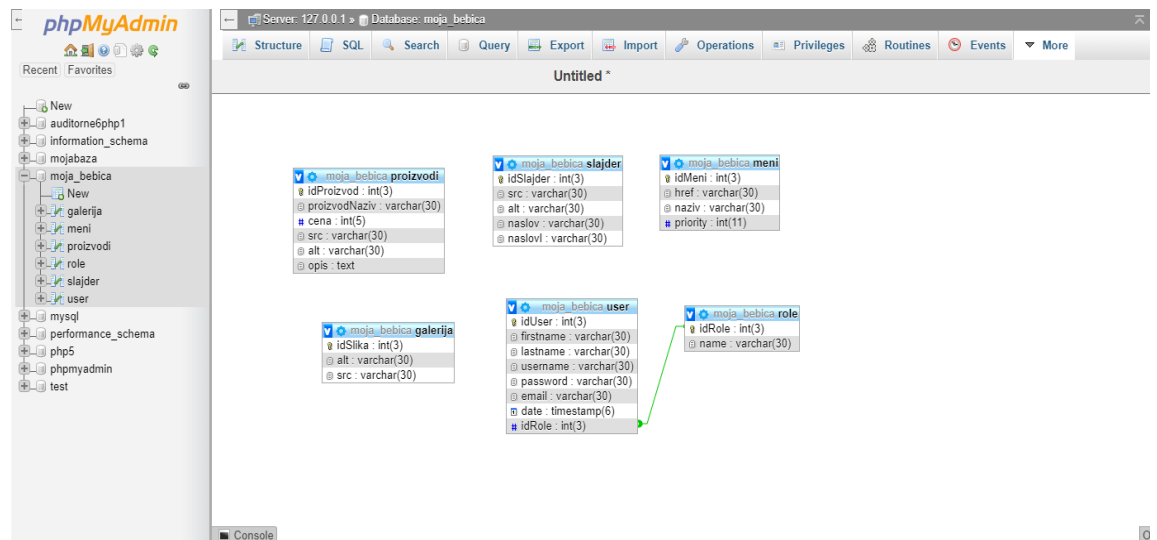 phpMyAdmin
Recent Favorites
New
auditorne6php1
information_schema
mojabaza
moja_bebica
New
galerija
meni
proizvodi
role
slajder
user
mysql
performance_schema
php5
phpmyadmin
test
Server: 127.0.0.1 » Database: moja_bebica
Structure SQL Search Query Export Import Operations Privileges Routines Events More
Untitled *
moja_bebica proizvodi
idProizvod : int(3)
proizvodNaziv : varchar(30)
cena : int(5)
src : varchar(30)
alt : varchar(30)
opis : text
moja_bebica slajder
idSlajder : int(3)
src : varchar(30)
alt : varchar(30)
naslov : varchar(30)
naslovl : varchar(30)
moja_bebica meni
idMeni : int(3)
href : varchar(30)
naziv : varchar(30)
priority : int(11)
moja_bebica galerija
idSlika : int(3)
alt : varchar(30)
src : varchar(30)
moja_bebica user
idUser : int(3)
firstname : varchar(30)
lastname : varchar(30)
username : varchar(30)
password : varchar(30)
email : varchar(30)
date : timestamp(6)
idRole : int(3)
moja_bebica role
idRole : int(3)
name : varchar(30)
Console